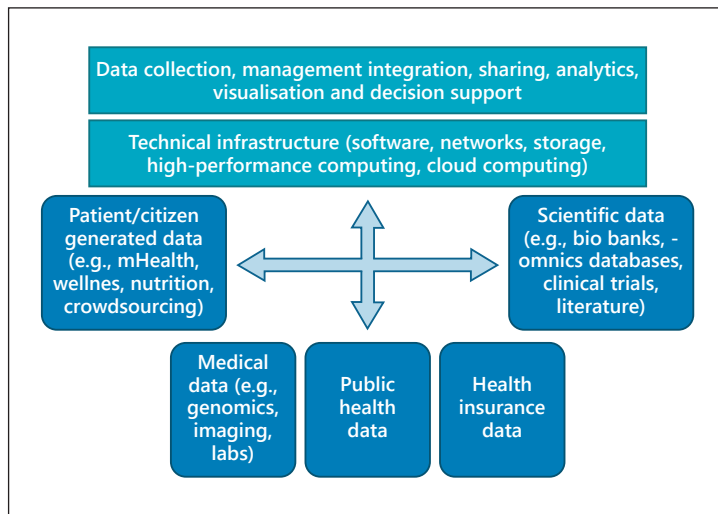 Data collection, management integration, sharing, analytics,
visualisation and decision support
Technical infrastructure (software, networks, storage,
high-performance computing, cloud computing)
Patient/citizen
generated data
(e.g., mHealth,
wellnes, nutrition,
crowdsourcing)
Scientific data
(e.g., bio banks, -
omnics databases,
clinical trials,
literature)
Medical
data (e.g.,
genomics,
imaging,
labs)
Public
health
data
Health
insurance
data